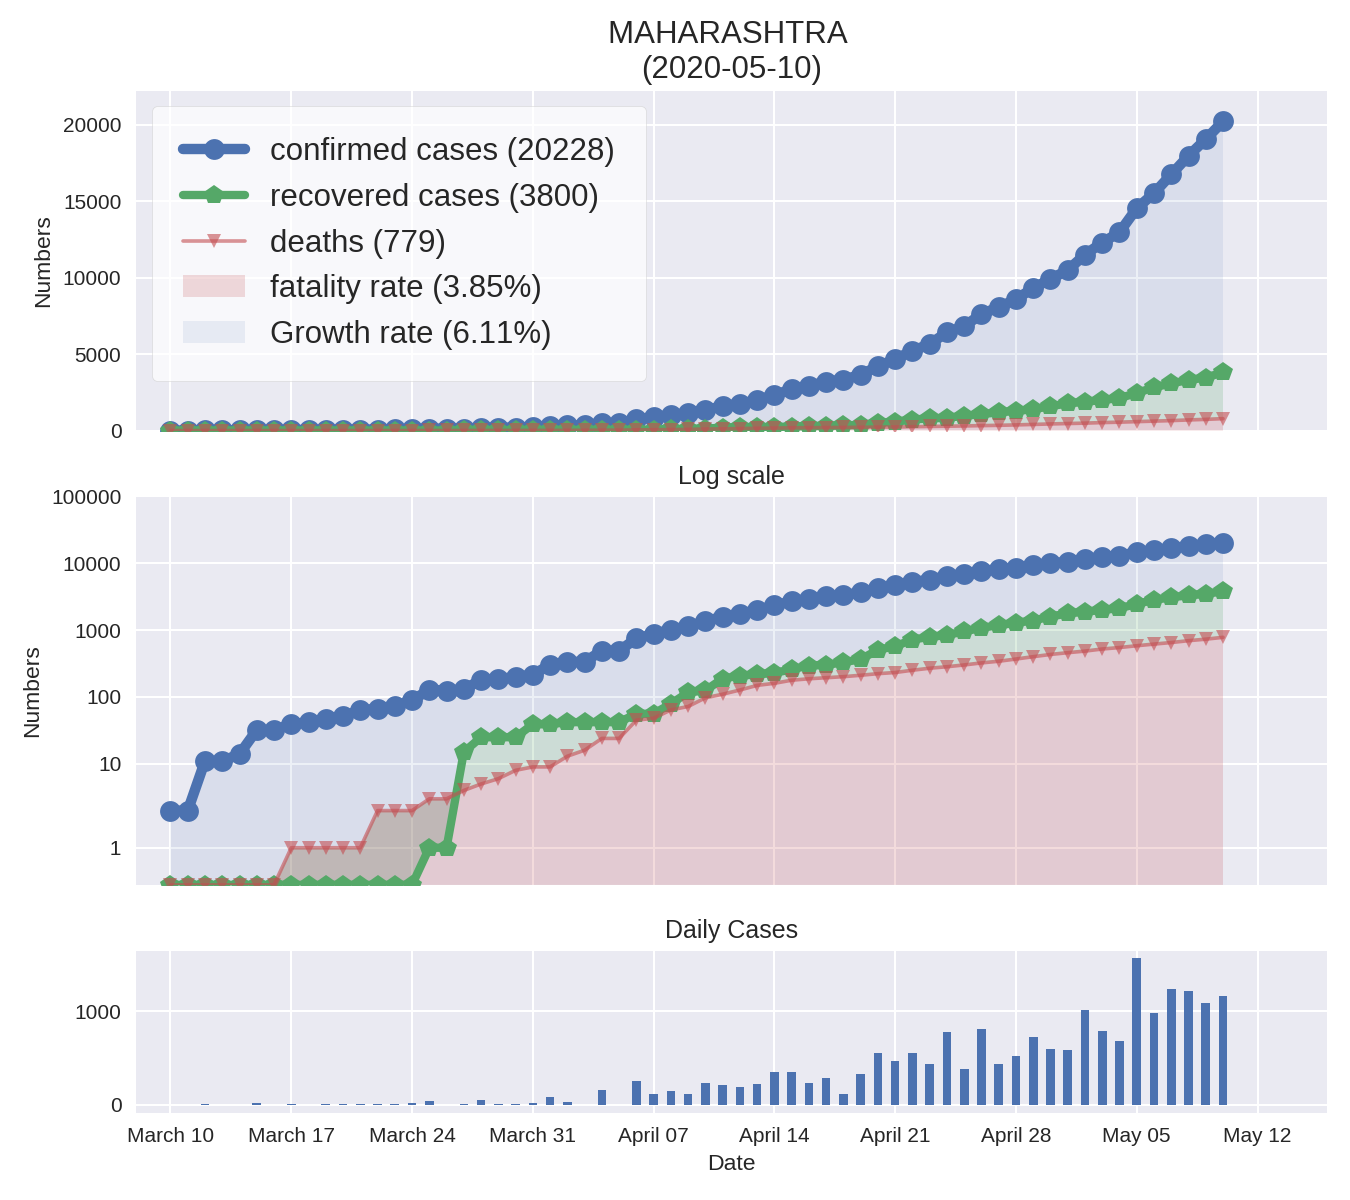 MAHARASHTRA
(2020-05-10)
Numbers
20000
15000
10000
5000
0
confirmed cases (20228)
recovered cases (3800)
deaths (779)
fatality rate (3.85%)
Growth rate (6.11%)
Log scale
Numbers
100000
10000
1000
100
10
1
Daily Cases
1000
0
March 10 March 17 March 24 March 31 April 07 April 14 April 21 April 28 May 05 May 12
Date